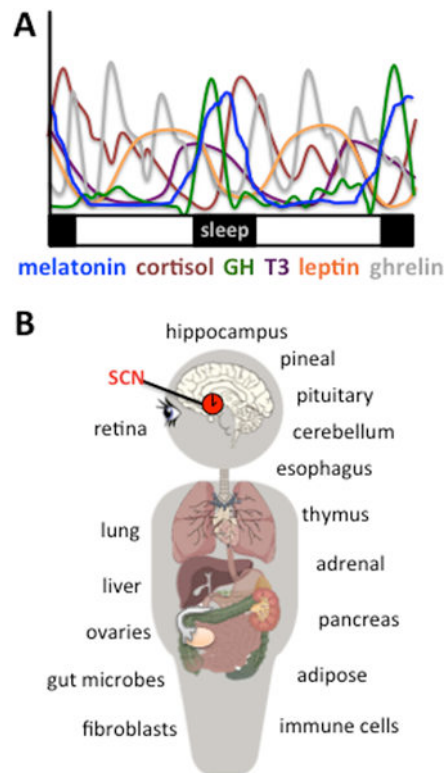 A
sleep
melatonin cortisol GH T3 leptin ghrelin
B
hippocampus
pineal
SCN
pituitary
retina
cerebellum
esophagus
thymus
lung
adrenal
liver
pancreas
ovaries
gut microbes
adipose
fibroblasts
immune cells